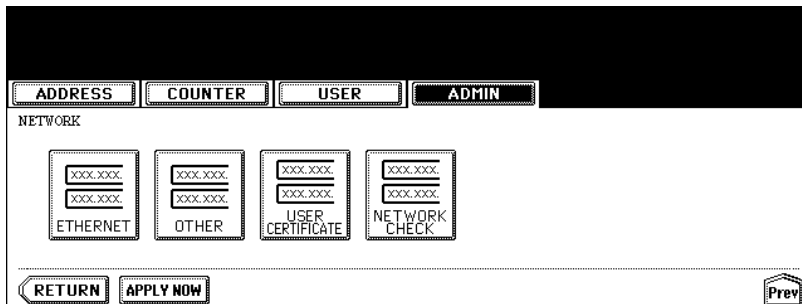 ADDRESS COUNTER USER ADMIN
NETWORK
XXX.XXX. XXX.XXX. XXX.XXX. XXX.XXX.
XXX.XXX. XXX.XXX. XXX.XXX. XXX.XXX.
ETHERNET OTHER USER CERTIFICATE NETWORK CHECK
RETURN APPLY NOW Prev